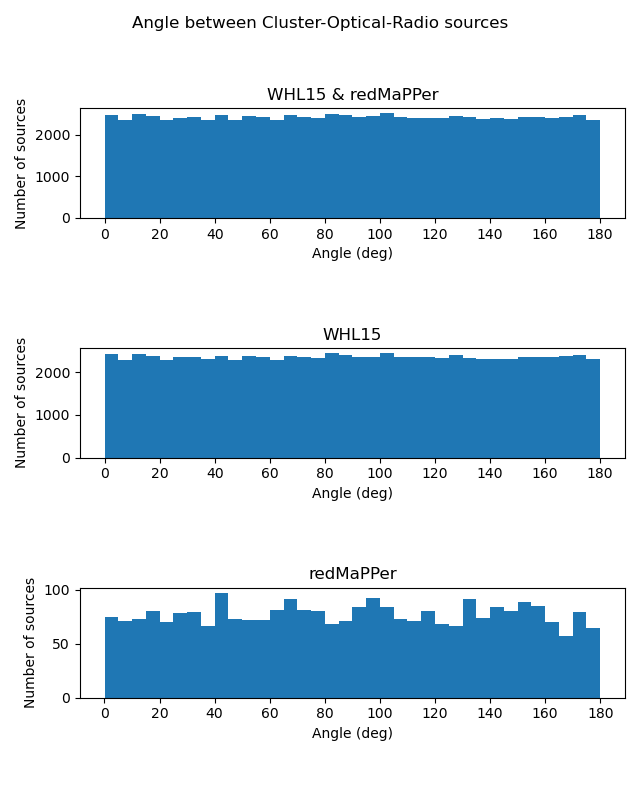 Angle between Cluster-Optical-Radio sources
WHL15 & redMaPPer
Number of sources
2000
1000
0
0 20 40 60 80 100 120 140 160 180
Angle (deg)
WHL15
Number of sources
2000
1000
0
0 20 40 60 80 100 120 140 160 180
Angle (deg)
redMaPPer
Number of sources
100
50
0
0 20 40 60 80 100 120 140 160 180
Angle (deg)